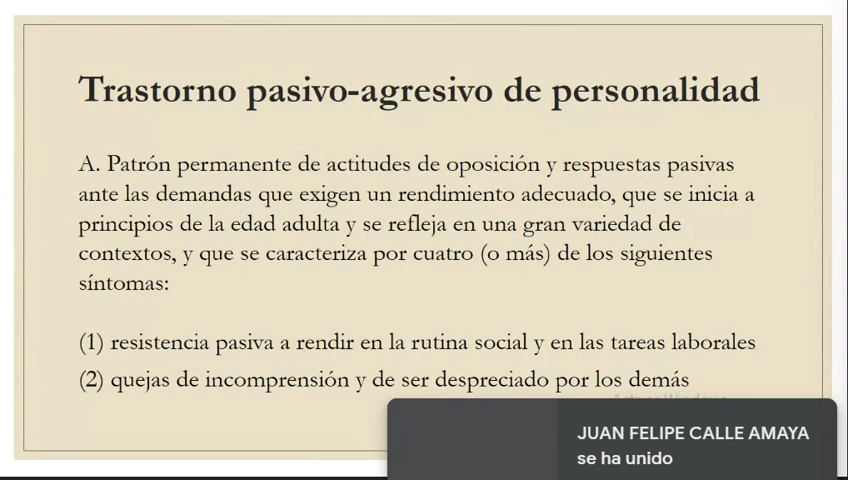 Trastorno pasivo-agresivo de personalidad
A. Patrón permanente de actitudes de oposición y respuestas pasivas
ante las demandas que exigen un rendimiento adecuado, que se inicia a
principios de la edad adulta y se refleja en una gran variedad de
contextos, y que se caracteriza por cuatro (o más) de los siguientes
síntomas:
(1) resistencia pasiva a rendir en la rutina social y en las tareas laborales
(2) quejas de incomprensión y de ser despreciado por los demás
JUAN FELIPE CALLE AMAYA
se ha unido